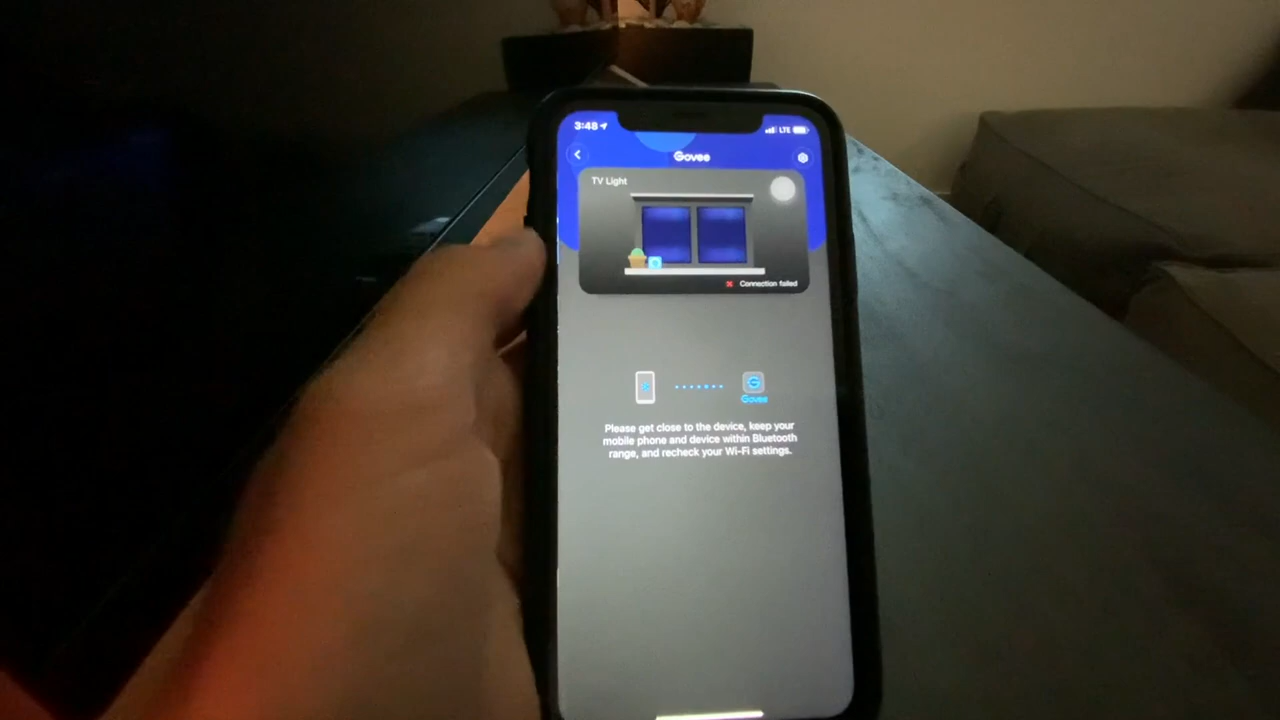 3:48
LTE
Govee
TV Light
Connection failed
Govee
Please get close to the device, keep your
mobile phone and device within Bluetooth
range, and recheck your Wi-Fi settings.